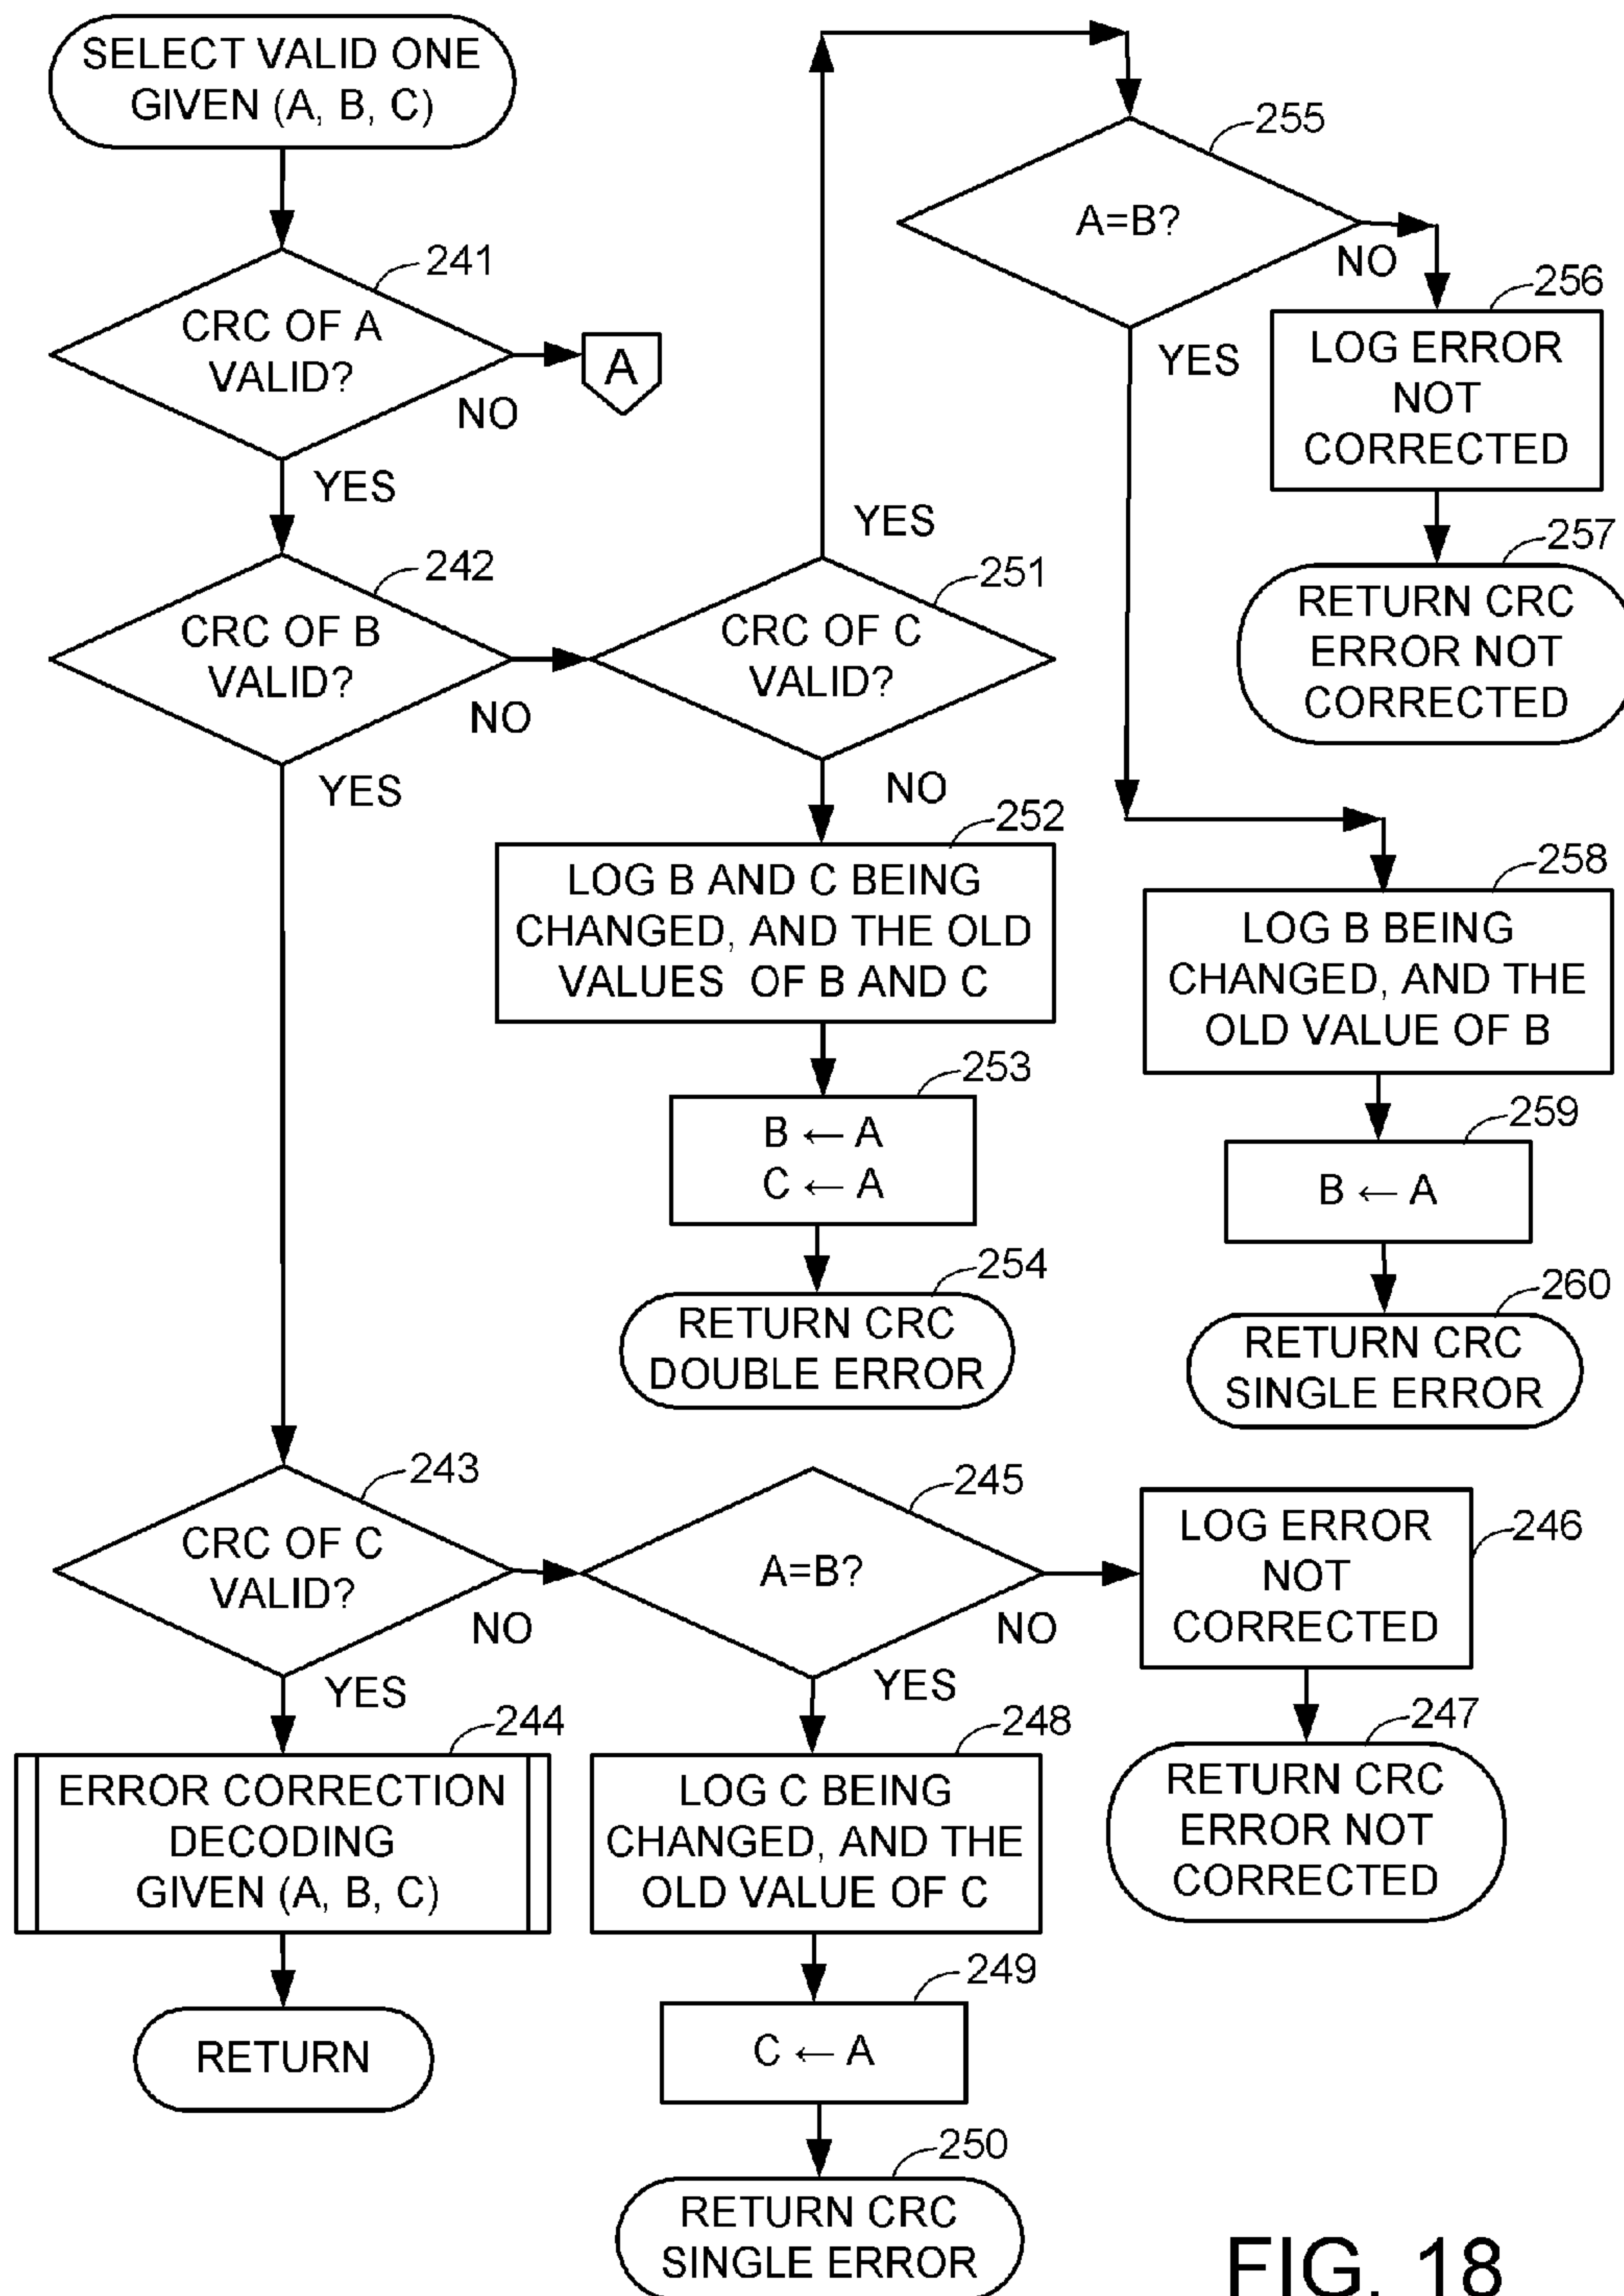 SELECT VALID ONE
GIVEN (A, B, C)
241
CRC OF A
VALID?
A
NO
YES
242
CRC OF B
VALID?
NO
YES
251
CRC OF C
VALID?
YES
NO
255
A=B?
NO
YES
256
LOG ERROR
NOT
CORRECTED
257
RETURN CRC
ERROR NOT
CORRECTED
252
LOG B AND C BEING
CHANGED, AND THE OLD
VALUES OF B AND C
253
B ← A
C ← A
254
RETURN CRC
DOUBLE ERROR
258
LOG B BEING
CHANGED, AND THE
OLD VALUE OF B
259
B ← A
260
RETURN CRC
SINGLE ERROR
243
CRC OF C
VALID?
NO
YES
245
A=B?
NO
YES
246
LOG ERROR
NOT
CORRECTED
247
RETURN CRC
ERROR NOT
CORRECTED
244
ERROR CORRECTION
DECODING
GIVEN (A, B, C)
RETURN
248
LOG C BEING
CHANGED, AND THE
OLD VALUE OF C
249
C ← A
250
RETURN CRC
SINGLE ERROR
FIG. 18